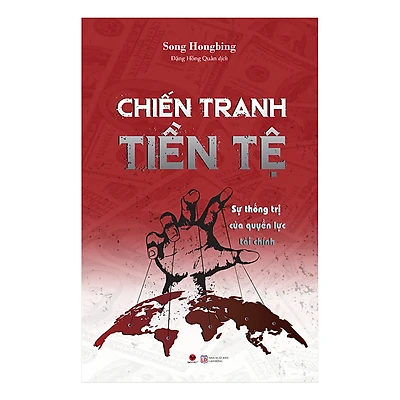 Song Hongbing
Đặng Hồng Quân dịch
CHIẾN TRANH
TIỀN TỆ
Sự thống trị
của quyền lực
tài chính